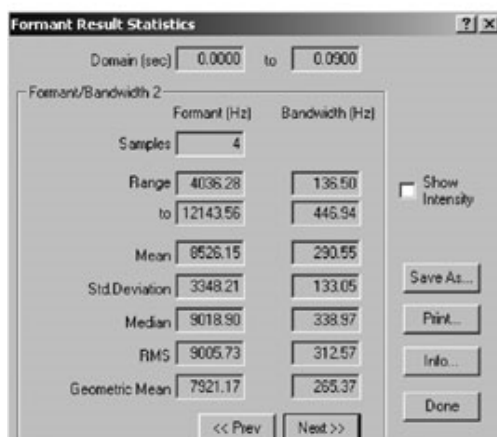 Formant Result Statistics
Domain (sec) 0.0000 to 0.0900
Formant/Bandwidth 2
Formant (Hz) Bandwidth (Hz)
Samples 4
Range 4036.28 136.50
to 12143.56 446.94
Show
Intensity
Mean 8526.15 290.55
Std.Deviation 3348.21 133.05
Save As...
Median 9018.90 338.97
Print...
RMS 9005.73 312.57
Info...
Geometric Mean 7921.17 265.37
Done
<< Prev Next >>